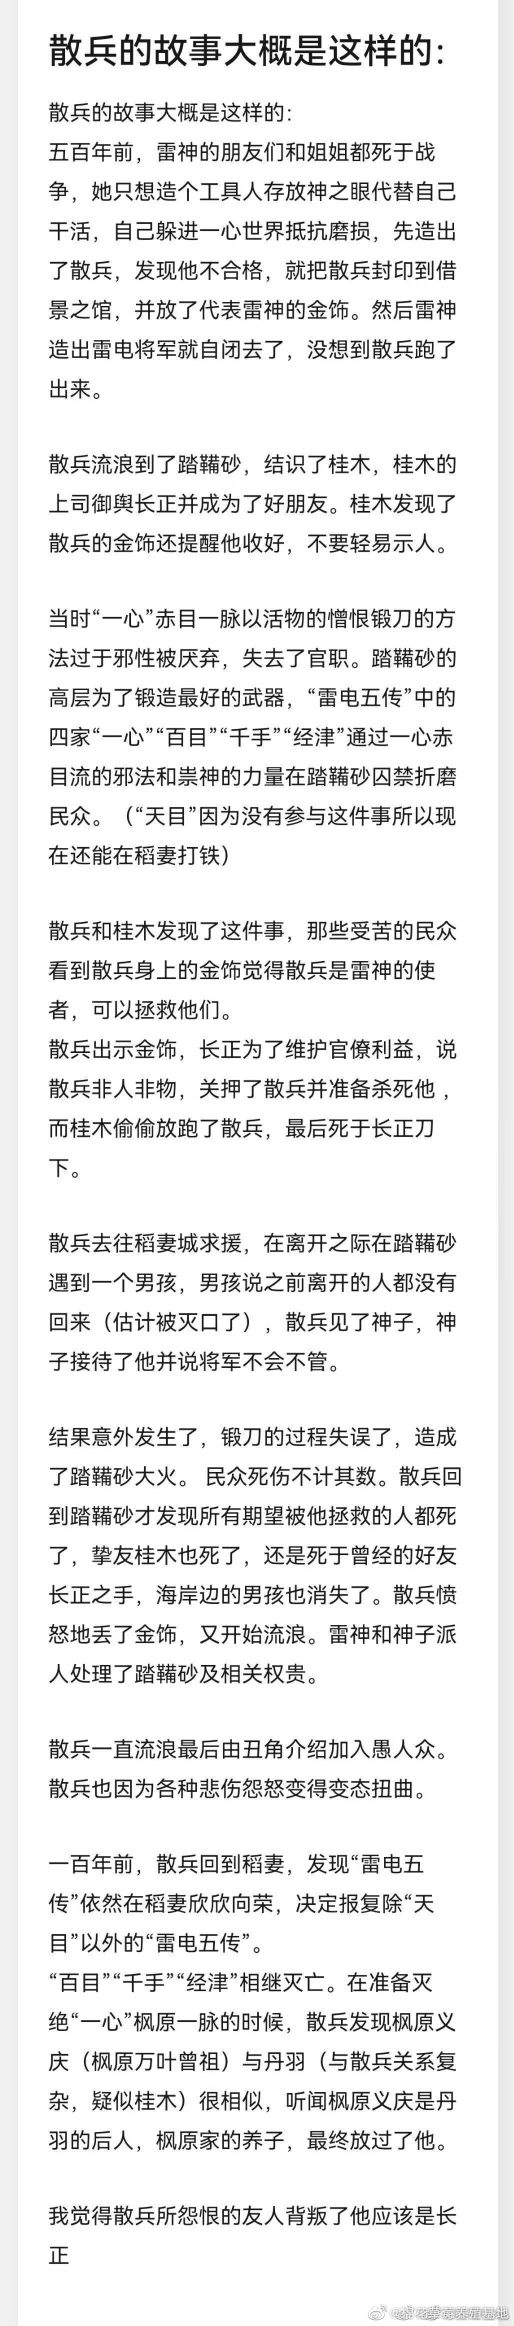 散兵的故事大概是这样的：
散兵的故事大概是这样的：
五百年前，雷神的朋友们和姐姐都死于战
争，她只想造个工具人存放神之眼代替自己
干活，自己躲进一心世界抵抗磨损，先造出
了散兵，发现他不合格，就把散兵封印到借
景之馆，并放了代表雷神的金饰。然后雷神
造出雷电将军就自闭去了，没想到散兵跑了
出来。
散兵流浪到了踏鞴砂，结识了桂木，桂木的
上司御舆长正并成为了好朋友。桂木发现了
散兵的金饰还提醒他收好，不要轻易示人。
当时“一心”赤目一脉以活物的憎恨锻刀的方
法过于邪性被厌弃，失去了官职。踏鞴砂的
高层为了锻造最好的武器，“雷电五传”中的
四家“一心”“百目”“千手”“经津”通过一心赤
目流的邪法和祟神的力量在踏鞴砂囚禁折磨
民众。（“天目”因为没有参与这件事所以现
在还能在稻妻打铁）
散兵和桂木发现了这件事，那些受苦的民众
看到散兵身上的金饰觉得散兵是雷神的使
者，可以拯救他们。
散兵出示金饰，长正为了维护官僚利益，说
散兵非人非物，关押了散兵并准备杀死他，
而桂木偷偷放跑了散兵，最后死于长正刀
下。
散兵去往稻妻城求援，在离开之际在踏鞴砂
遇到一个男孩，男孩说之前离开的人都没有
回来（估计被灭口了），散兵见了神子，神
子接待了他并说将军不会不管。
结果意外发生了，锻刀的过程失误了，造成
了踏鞴砂大火。 民众死伤不计其数。散兵回
到踏鞴砂才发现所有期望被他拯救的人都死
了，挚友桂木也死了，还是死于曾经的好友
长正之手，海岸边的男孩也消失了。散兵愤
怒地丢了金饰，又开始流浪。雷神和神子派
人处理了踏鞴砂及相关权贵。
散兵一直流浪最后由丑角介绍加入愚人众。
散兵也因为各种悲伤怨怒变得变态扭曲。
一百年前，散兵回到稻妻，发现“雷电五
传”依然在稻妻欣欣向荣，决定报复除“天
目”以外的“雷电五传”。
“百目”“千手”“经津”相继灭亡。在准备灭
绝“一心”枫原一脉的时候，散兵发现枫原义
庆（枫原万叶曾祖）与丹羽（与散兵关系复
杂，疑似桂木）很相似，听闻枫原义庆是丹
羽的后人，枫原家的养子，最终放过了他。
我觉得散兵所怨恨的友人背叛了他应该是长
正